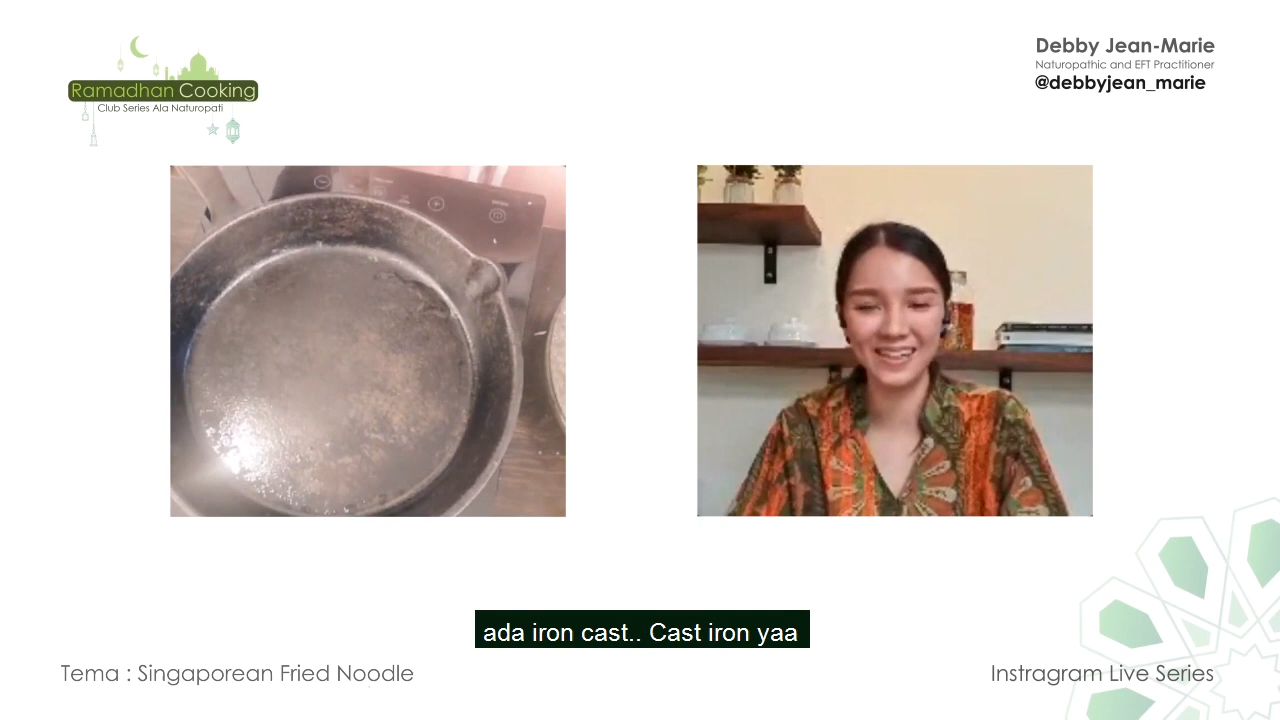 Ramadhan Cooking
Club Series Ala Naturopati
Debby Jean-Marie
Naturopathic and EFT Practitioner
@debbyjean_marie
ada iron cast.. Cast iron yaa
Tema : Singaporean Fried Noodle
Instragram Live Series